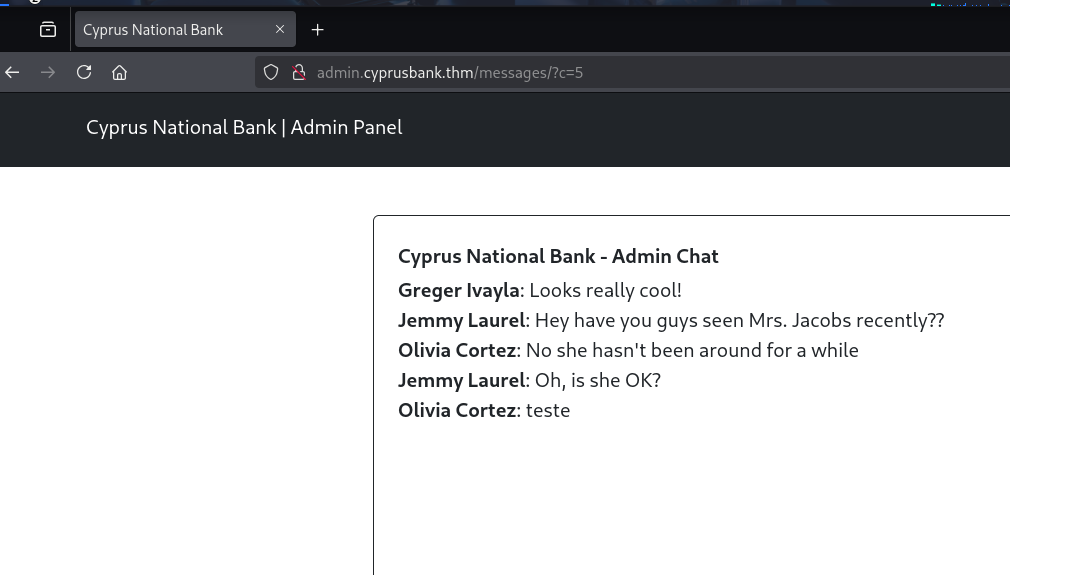 Cyprus National Bank
admin.cyprusbank.thm/messages/?c=5
Cyprus National Bank | Admin Panel
Cyprus National Bank - Admin Chat
Greger Ivayla: Looks really cool!
Jemmy Laurel: Hey have you guys seen Mrs. Jacobs recently??
Olivia Cortez: No she hasn't been around for a while
Jemmy Laurel: Oh, is she OK?
Olivia Cortez: teste